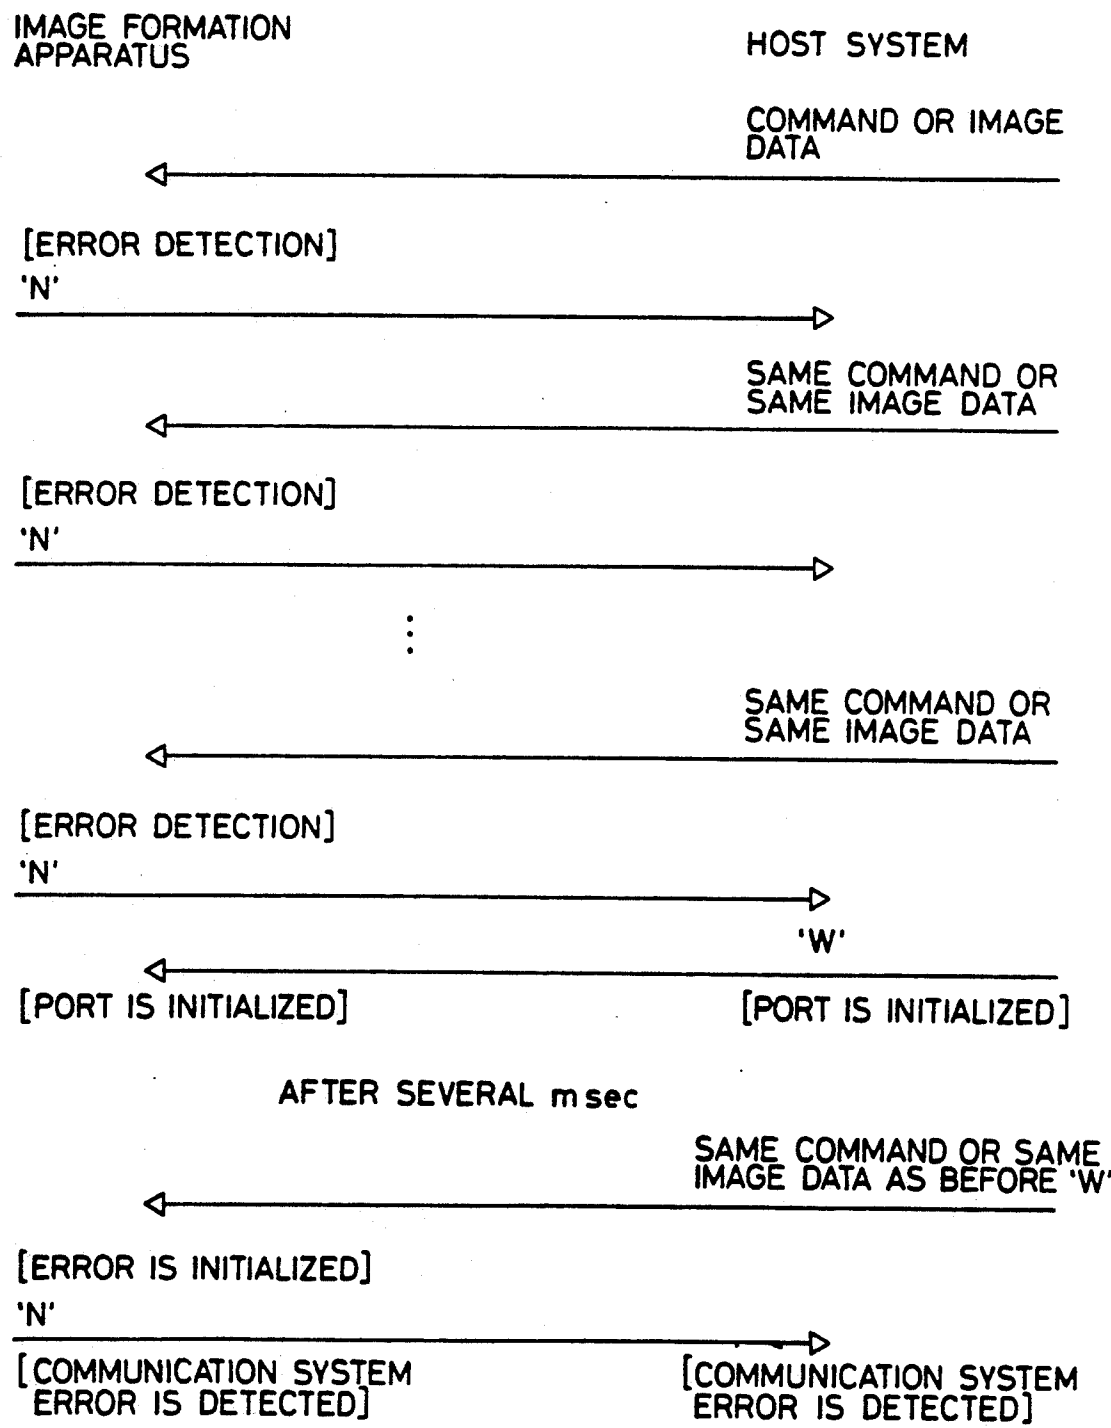 IMAGE FORMATION
APPARATUS
HOST SYSTEM
COMMAND OR IMAGE
DATA
[ERROR DETECTION]
'N'
SAME COMMAND OR
SAME IMAGE DATA
[ERROR DETECTION]
'N'
SAME COMMAND OR
SAME IMAGE DATA
[ERROR DETECTION]
'N'
'W'
[PORT IS INITIALIZED]
[PORT IS INITIALIZED]
AFTER SEVERAL msec
SAME COMMAND OR SAME
IMAGE DATA AS BEFORE 'W'
[ERROR IS INITIALIZED]
'N'
[COMMUNICATION SYSTEM
ERROR IS DETECTED]
[COMMUNICATION SYSTEM
ERROR IS DETECTED]